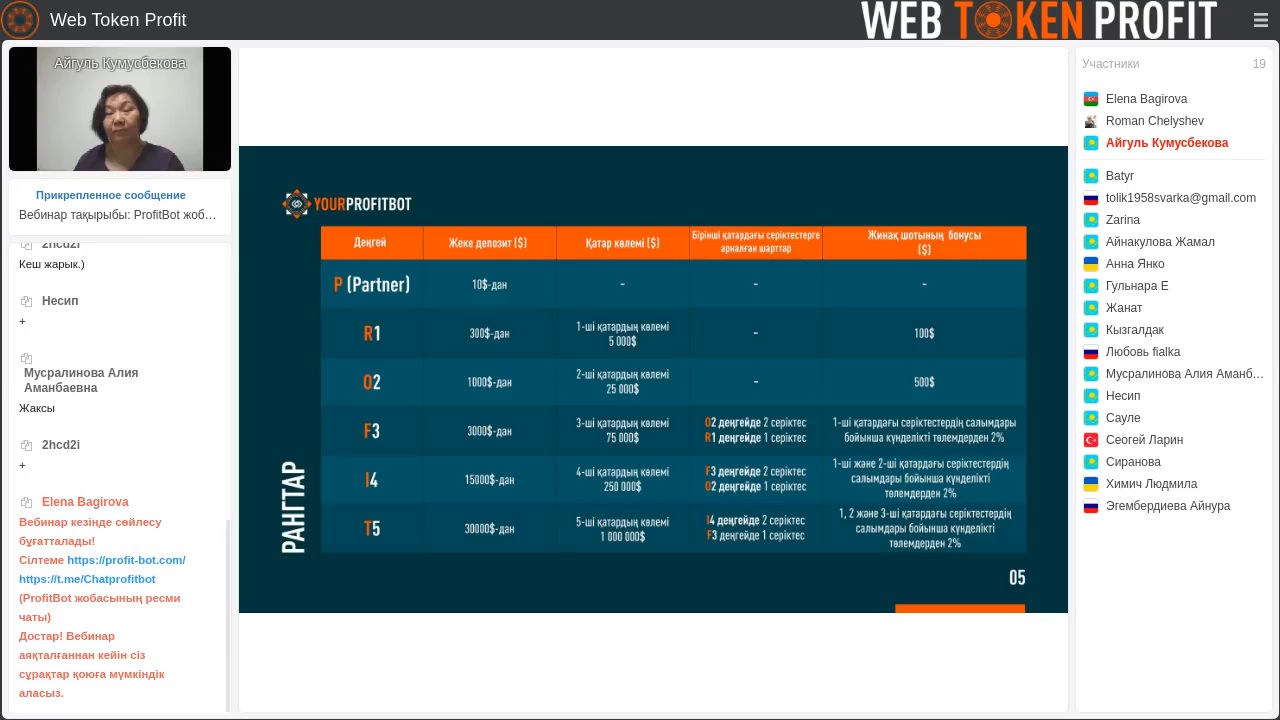 Web Token Profit
WEB TOKEN PROFIT
Айгуль Кумусбекова
Прикрепленное сообщение
Вебинар тақырыбы: ProfitBot жоб…
2hcd2i
Кеш жарык.)
Несип
+
Мусралинова Алия
Аманбаевна
Жаксы
2hcd2i
+
Elena Bagirova
Вебинар кезінде сөйлесу
бұғатталады!
Сілтеме https://profit-bot.com/
https://t.me/Chatprofitbot
(ProfitBot жобасының ресми
чаты)
Достар! Вебинар
аяқталғаннан кейін сіз
сұрақтар қоюға мүмкіндік
аласыз.
YOURPROFITBOT
РАНГТАР
Деңгей
Жеке депозит ($)
Қатар көлемі ($)
Бірінші қатардағы серіктестерге
арналған шарттар
Жинақ шотының бонусы
($)
P (Partner)
10$-дан
-
-
-
R1
300$-дан
1-ші қатардың көлемі
5 000$
-
100$
O2
1000$-дан
2-ші қатардың көлемі
25 000$
-
500$
F3
3000$-дан
3-ші қатардың көлемі
75 000$
O2 деңгейде 2 серіктес
R1 деңгейде 1 серіктес
1-ші қатардағы серіктестердің салымдары
бойынша күнделікті төлемдерден 2%
I4
15000$-дан
4-ші қатардың көлемі
250 000$
F3 деңгейде 2 серіктес
O2 деңгейде 1 серіктес
1-ші және 2-ші қатардағы серіктестердің
салымдары бойынша күнделікті
төлемдерден 2%
T5
30000$-дан
5-ші қатардың көлемі
1 000 000$
I4 деңгейде 2 серіктес
F3 деңгейде 1 серіктес
1, 2 және 3-ші қатардағы серіктестердің
салымдары бойынша күнделікті
төлемдерден 2%
05
Участники 19
Elena Bagirova
Roman Chelyshev
Айгуль Кумусбекова
Batyr
tolik1958svarka@gmail.com
Zarina
Айнакулова Жамал
Анна Янко
Гульнара Е
Жанат
Кызгалдак
Любовь fialka
Мусралинова Алия Аманб…
Несип
Сауле
Сеогей Ларин
Сиранова
Химич Людмила
Эгембердиева Айнура